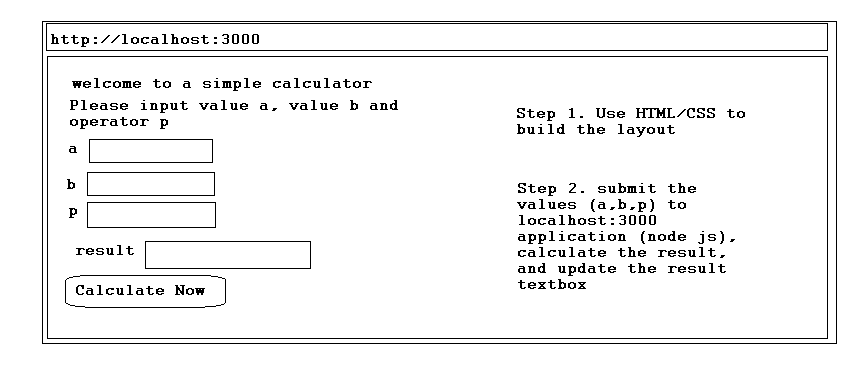 http://localhost:3000
welcome to a simple calculator
Please input value a, value b and
operator p
a
b
p
result
Calculate Now
Step 1. Use HTML/CSS to
build the layout
Step 2. submit the
values (a,b,p) to
localhost:3000
application (node js),
calculate the result,
and update the result
textbox